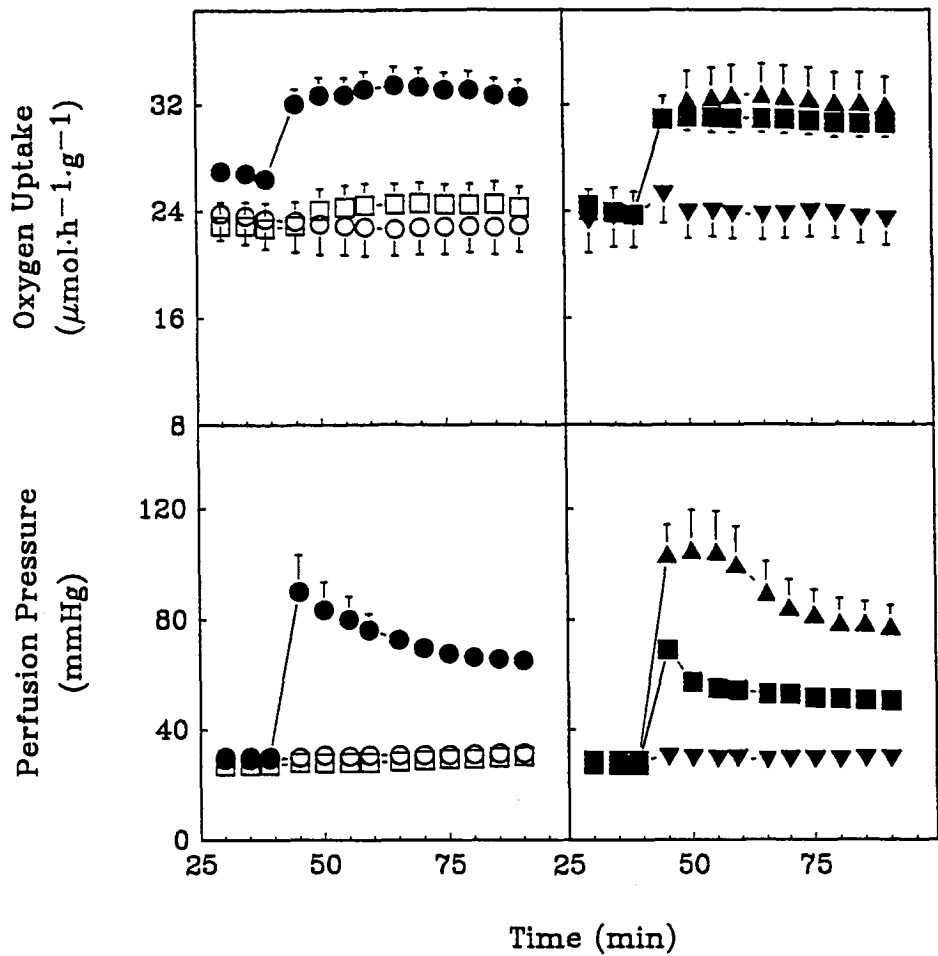 Oxygen Uptake
(μmol·h−1·g−1)
32
24
16
8
Perfusion Pressure
(mmHg)
120
80
40
0
25
50
75
25
50
75
Time (min)